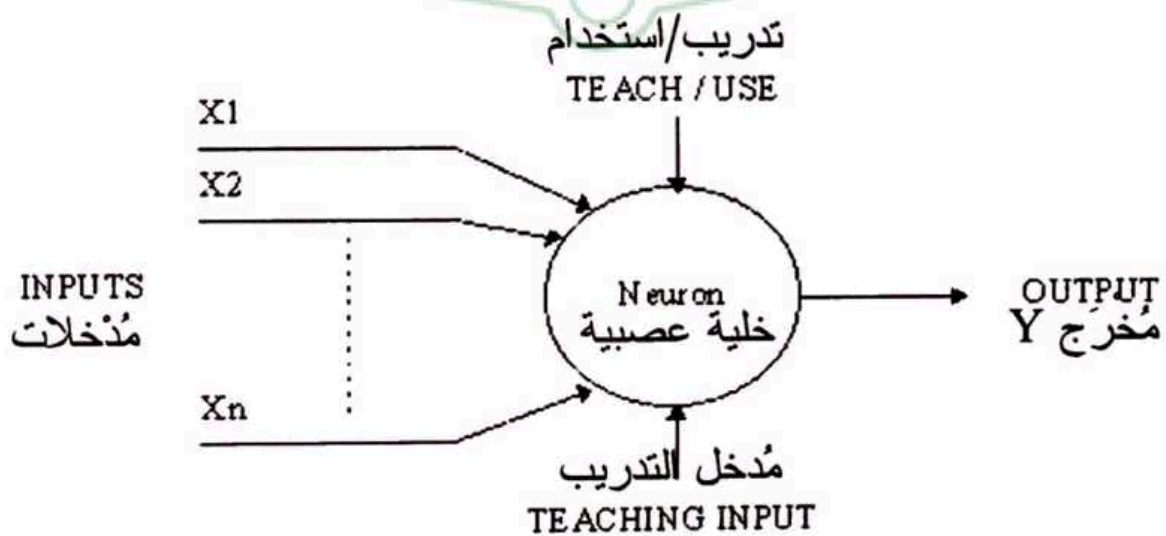 تدريب/استخدام
TEACH / USE
X1
X2
INPUTS
مُدْخلات
Neuron
خلية عصبية
OUTPUT
مُخرَج Y
Xn
مُدخل التدريب
TEACHING INPUT